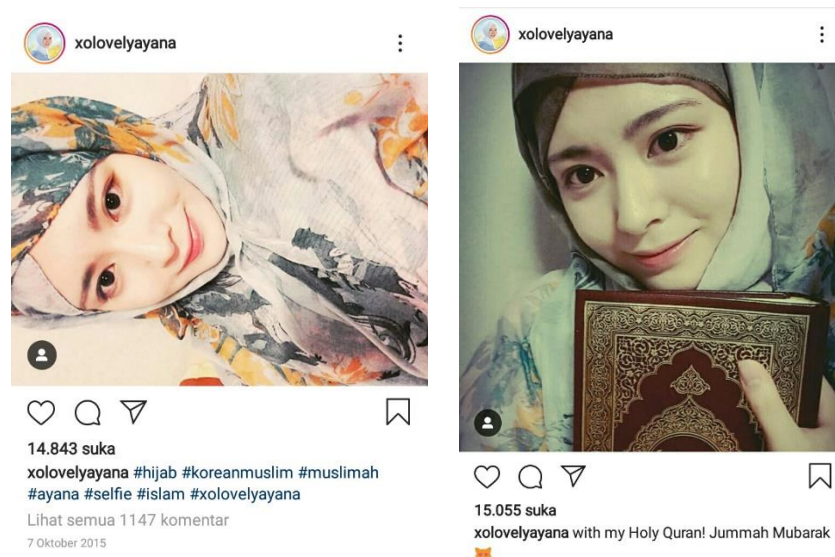 xolovelyayana
14.843 suka
xolovelyayana #hijab #koreanmuslim #muslimah
#ayana #selfie #islam #xolovelyayana
Lihat semua 1147 komentar
7 Oktober 2015
xolovelyayana
15.055 suka
xolovelyayana with my Holy Quran! Jummah Mubarak